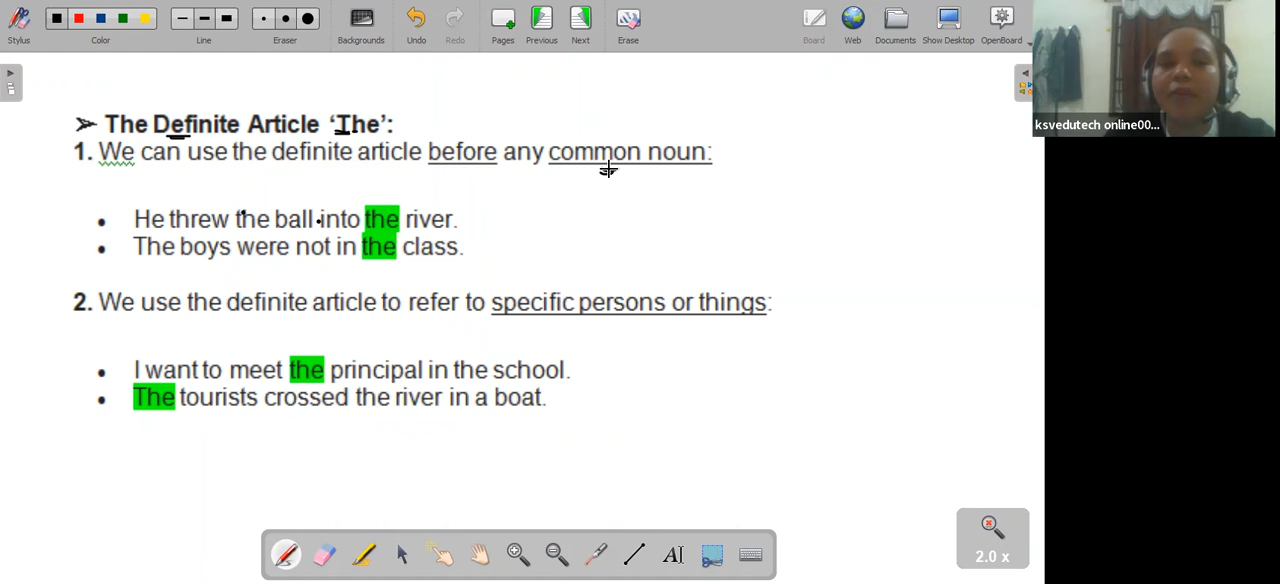 Stylus
Color
Line
Eraser
Backgrounds
Undo
Redo
Pages
Previous
Next
Erase
Board
Web
Documents
Show Desktop
OpenBoard
ksvedutech online00...
➢ The Definite Article ‘The’:
1. We can use the definite article before any common noun:
• He threw the ball into the river.
• The boys were not in the class.
2. We use the definite article to refer to specific persons or things:
• I want to meet the principal in the school.
• The tourists crossed the river in a boat.
AI
2.0 x